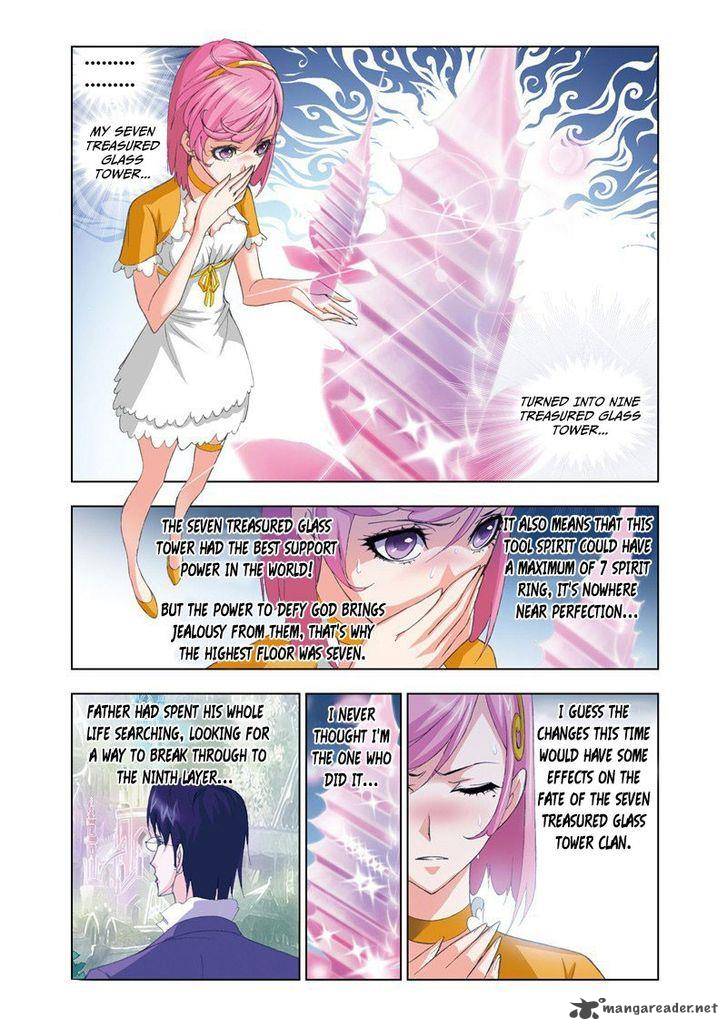 ..........
..........
MY SEVEN
TREASURED
GLASS
TOWER...
TURNED INTO NINE
TREASURED GLASS
TOWER...
THE SEVEN TREASURED GLASS
TOWER HAD THE BEST SUPPORT
POWER IN THE WORLD!
BUT THE POWER TO DEFY GOD BRINGS
JEALOUSY FROM THEM, THAT'S WHY
THE HIGHEST FLOOR WAS SEVEN.
IT ALSO MEANS THAT THIS
TOOL SPIRIT COULD HAVE
A MAXIMUM OF 7 SPIRIT
RING, IT'S NOWHERE
NEAR PERFECTION...
FATHER HAD SPENT HIS WHOLE
LIFE SEARCHING, LOOKING FOR
A WAY TO BREAK THROUGH TO
THE NINTH LAYER...
I NEVER
THOUGHT I'M
THE ONE WHO
DID IT...
I GUESS THE
CHANGES THIS TIME
WOULD HAVE SOME
EFFECTS ON THE
FATE OF THE SEVEN
TREASURED GLASS
TOWER CLAN.
mangareader.net